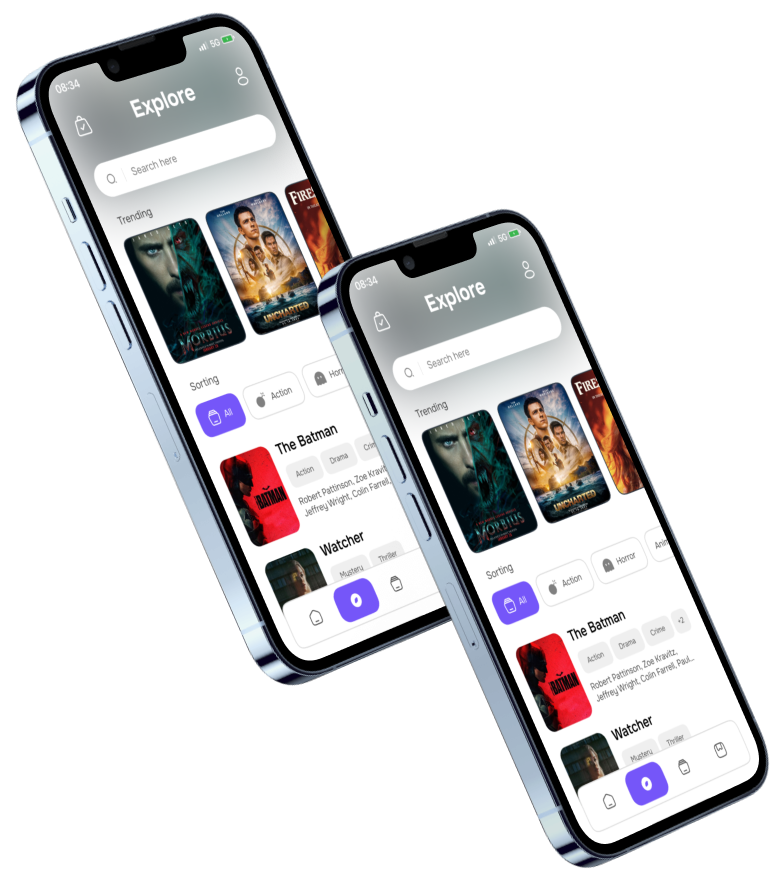 08:34
5G
Explore
Search here
Trending
MORBIUS
UNCHARTED
FIRES
Sorting
All
Action
Horr
The Batman
Action
Drama
Crim
THE BATMAN
Robert Pattinson, Zoe Kravitz,
Jeffrey Wright, Colin Farrell,
Watcher
Mustery
Thriller
08:34
5G
Explore
Search here
Trending
MORBIUS
UNCHARTED
FIRE
Sorting
All
Action
Horror
Anim
The Batman
Action
Drama
Crime
+2
THE BATMAN
Robert Pattinson, Zoe Kravitz,
Jeffrey Wright, Colin Farrell, Paul...
Watcher
Mustery
Thriller